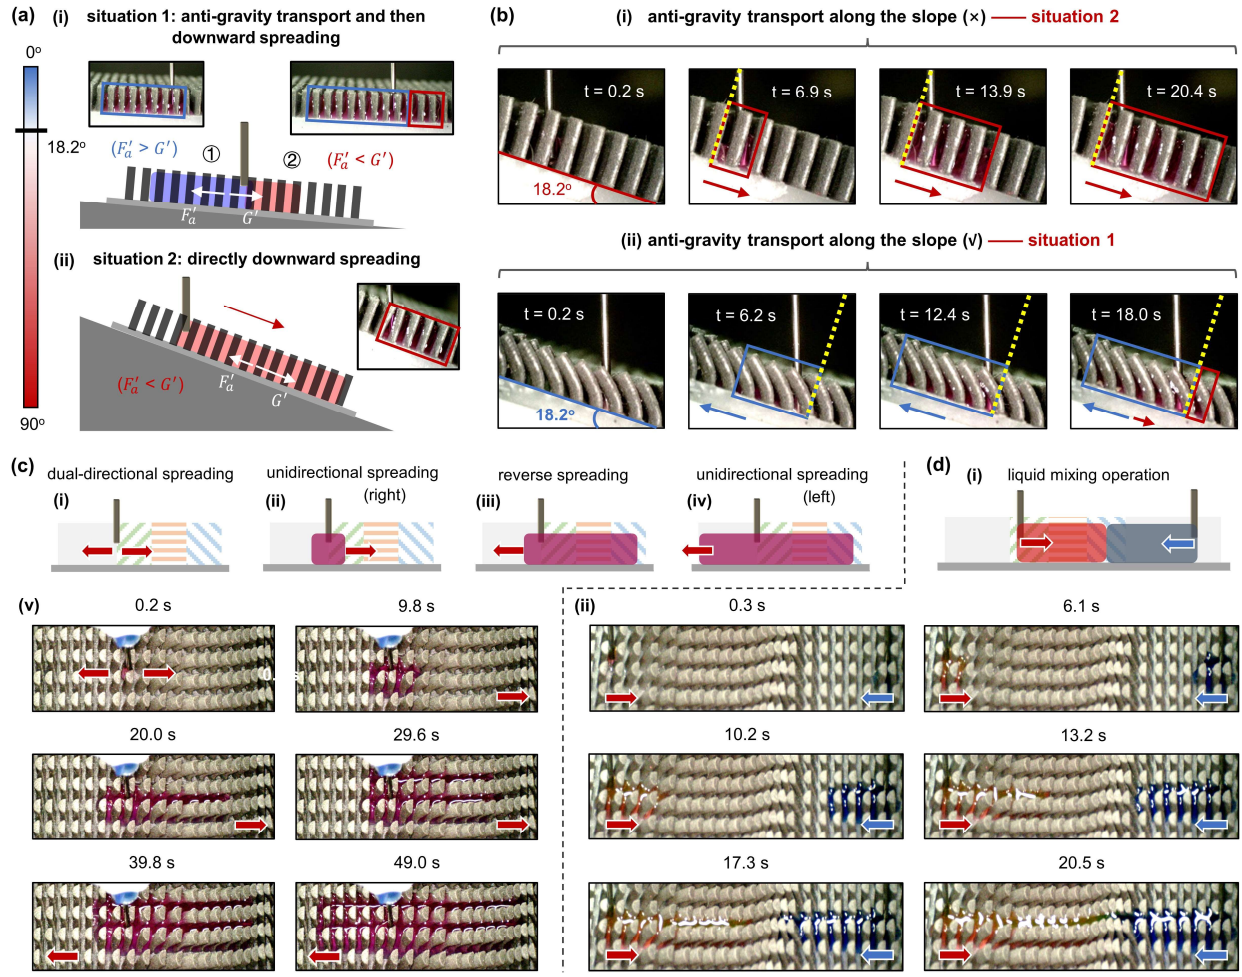 (a)
(i)
situation 1: anti-gravity transport and then
downward spreading
0°
18.2°
90°
(F'ₐ > G')
①
②
(F'ₐ < G')
F'ₐ
G'
(ii)
situation 2: directly downward spreading
(F'ₐ < G')
F'ₐ
G'
(b)
(i) anti-gravity transport along the slope (×) — situation 2
t = 0.2 s
t = 6.9 s
t = 13.9 s
t = 20.4 s
18.2°
(ii) anti-gravity transport along the slope (√) — situation 1
t = 0.2 s
t = 6.2 s
t = 12.4 s
t = 18.0 s
18.2°
(c)
dual-directional spreading
(i)
unidirectional spreading
(right)
(ii)
reverse spreading
(iii)
unidirectional spreading
(left)
(iv)
(v)
0.2 s
9.8 s
20.0 s
29.6 s
39.8 s
49.0 s
(d)
(i)
liquid mixing operation
(ii)
0.3 s
6.1 s
10.2 s
13.2 s
17.3 s
20.5 s